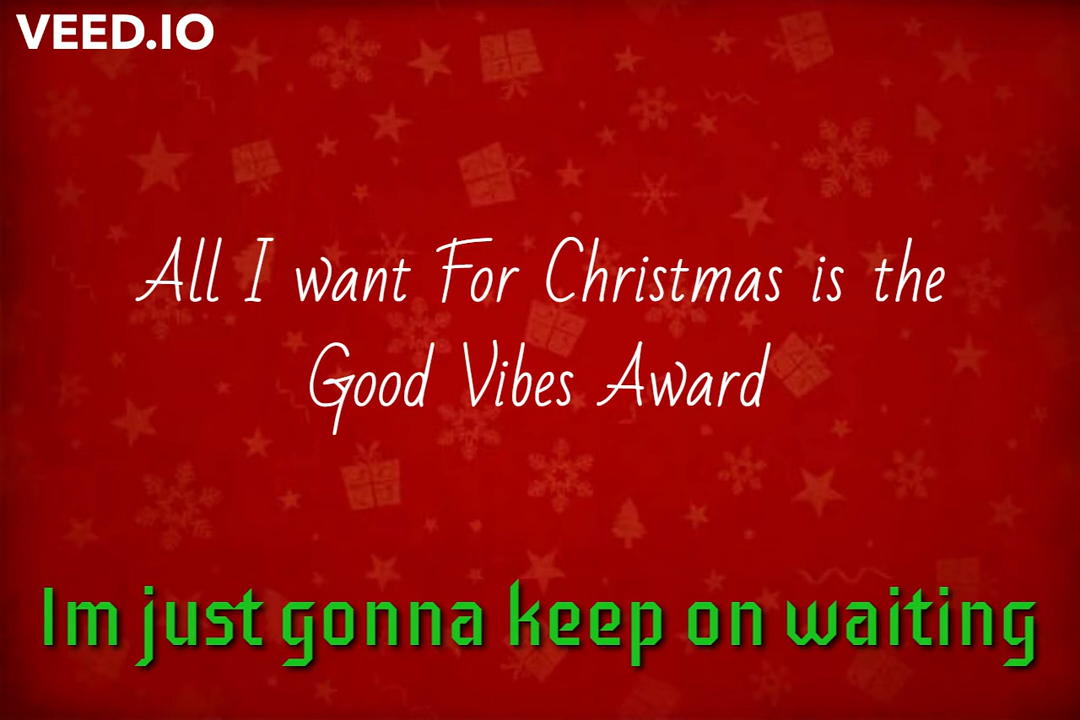 VEED.IO
All I want For Christmas is the
Good Vibes Award
Im just gonna keep on waiting